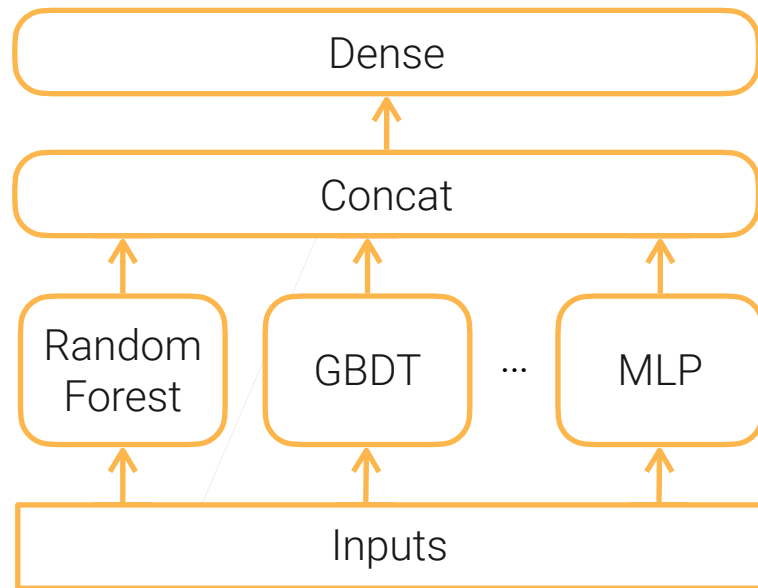 Dense
Concat
Random
Forest
GBDT
...
MLP
Inputs